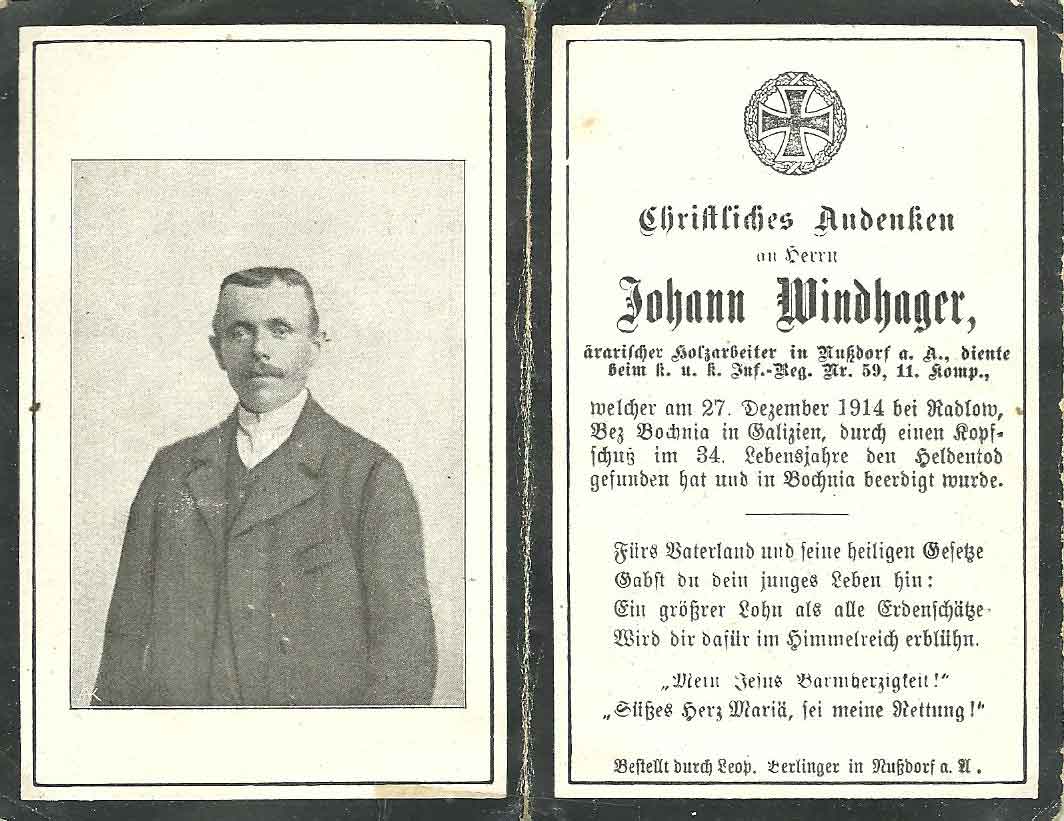 Christliches Andenken
an Herrn
Johann Windhager,
ärarischer Holzarbeiter in Nußdorf a. A., diente
beim k. u. k. Inf.-Reg. Nr. 59, 11. Komp.,
welcher am 27. Dezember 1914 bei Radlow,
Bez Bochnia in Galizien, durch einen Kopf-
schuß im 34. Lebensjahre den Heldentod
gefunden hat und in Bochnia beerdigt wurde.
Fürs Vaterland und seine heiligen Gesetze
Gabst du dein junges Leben hin:
Ein größrer Lohn als alle Erdenschätze
Wird dir dafür im Himmelreich erblühn.
„Mein Jesus Barmherzigkeit!"
„Süßes Herz Mariä, sei meine Rettung!"
Bestellt durch Leop. Berlinger in Nußdorf a. A.
AK